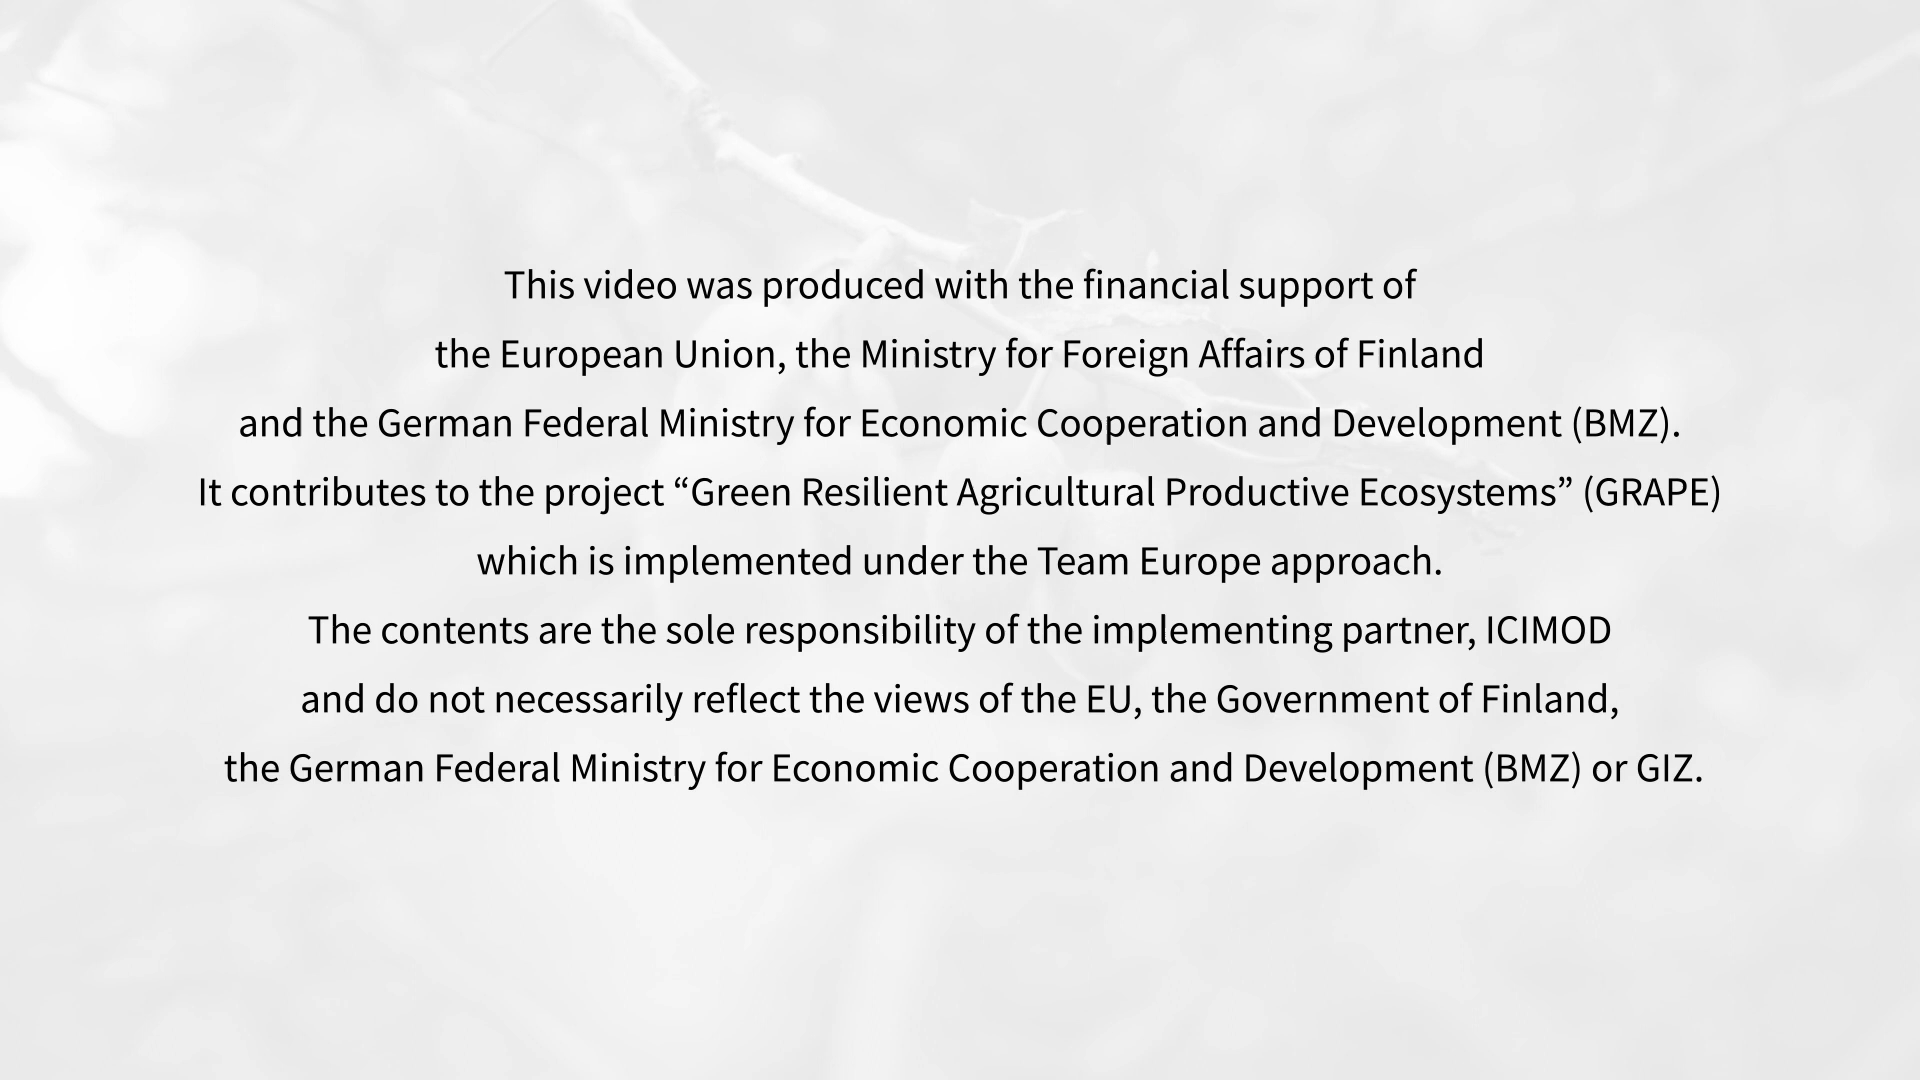 This video was produced with the financial support of
the European Union, the Ministry for Foreign Affairs of Finland
and the German Federal Ministry for Economic Cooperation and Development (BMZ).
It contributes to the project “Green Resilient Agricultural Productive Ecosystems” (GRAPE)
which is implemented under the Team Europe approach.
The contents are the sole responsibility of the implementing partner, ICIMOD
and do not necessarily reflect the views of the EU, the Government of Finland,
the German Federal Ministry for Economic Cooperation and Development (BMZ) or GIZ.